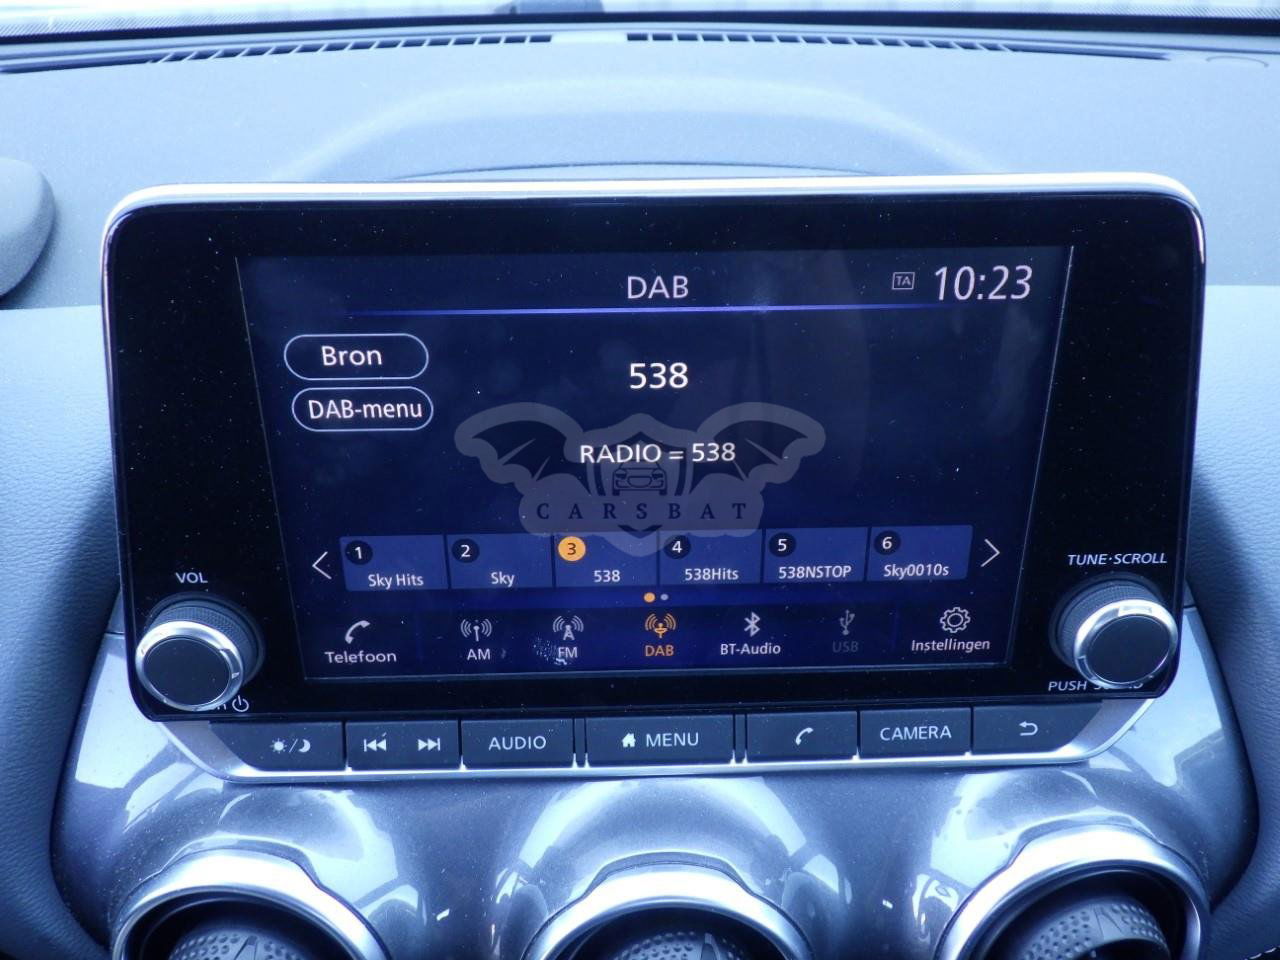 DAB
TA 10:23
Bron
538
DAB-menu
RADIO = 538
CARSBAT
1 2 3 4 5 6
Sky Hits Sky 538 538Hits 538NSTOP Sky0010s
Telefoon AM FM DAB BT-Audio USB Instellingen
VOL
TUNE·SCROLL
PUSH
AUDIO MENU CAMERA